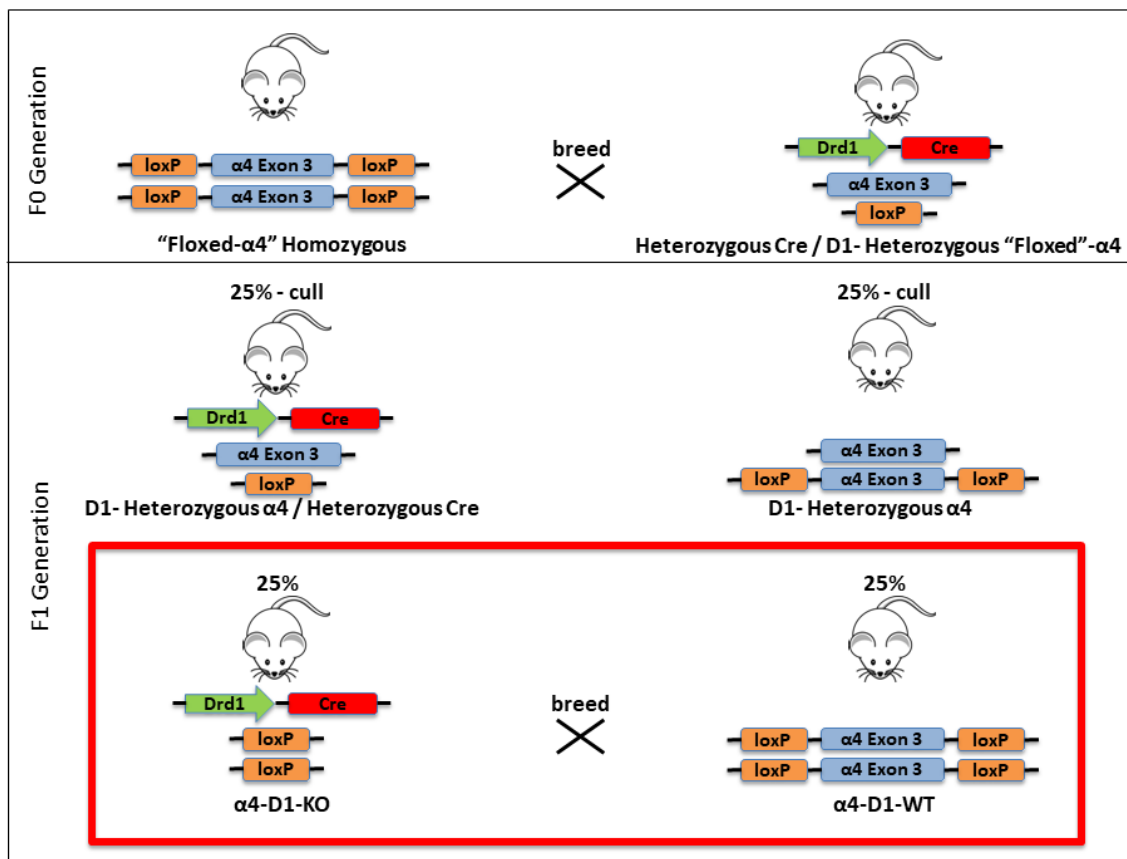 F0 Generation
loxP α4 Exon 3 loxP
loxP α4 Exon 3 loxP
"Floxed-α4" Homozygous
breed
Drd1 Cre
α4 Exon 3
loxP
Heterozygous Cre / D1- Heterozygous "Floxed"-α4
F1 Generation
25% - cull
Drd1 Cre
α4 Exon 3
loxP
D1- Heterozygous α4 / Heterozygous Cre
25% - cull
α4 Exon 3
loxP α4 Exon 3 loxP
D1- Heterozygous α4
25%
Drd1 Cre
loxP
loxP
α4-D1-KO
breed
25%
loxP α4 Exon 3 loxP
loxP α4 Exon 3 loxP
α4-D1-WT